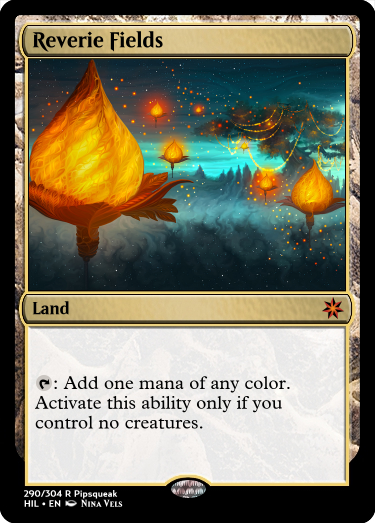 Reverie Fields
Land
: Add one mana of any color.
Activate this ability only if you
control no creatures.
290/304 R Pipsqueak
HIL • EN Nina Vels